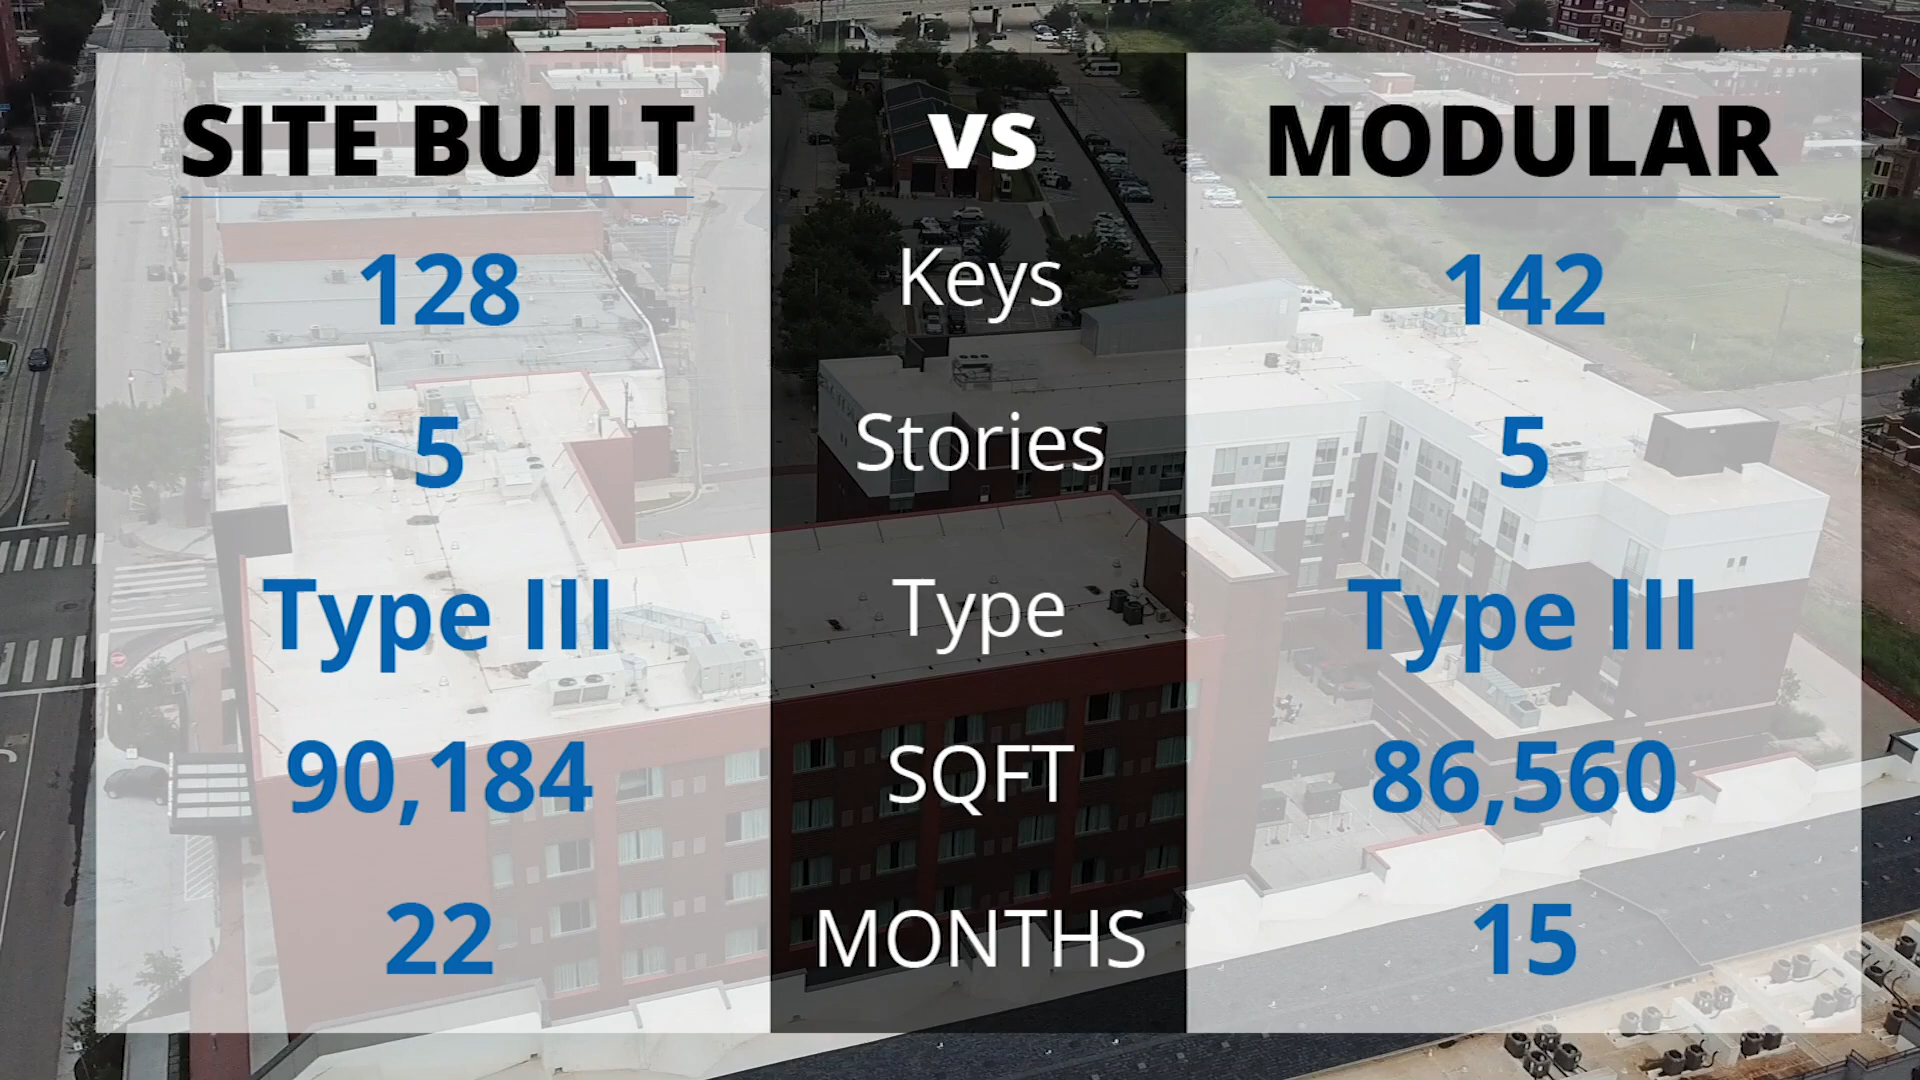 SITE BUILT vs MODULAR
128 Keys 142
5 Stories 5
Type III Type Type III
90,184 SQFT 86,560
22 MONTHS 15